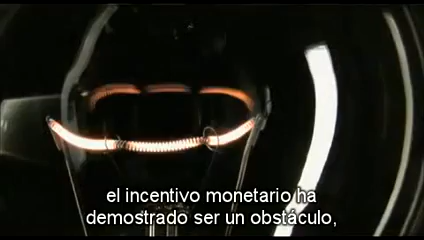 el incentivo monetario ha
demostrado ser un obstáculo,